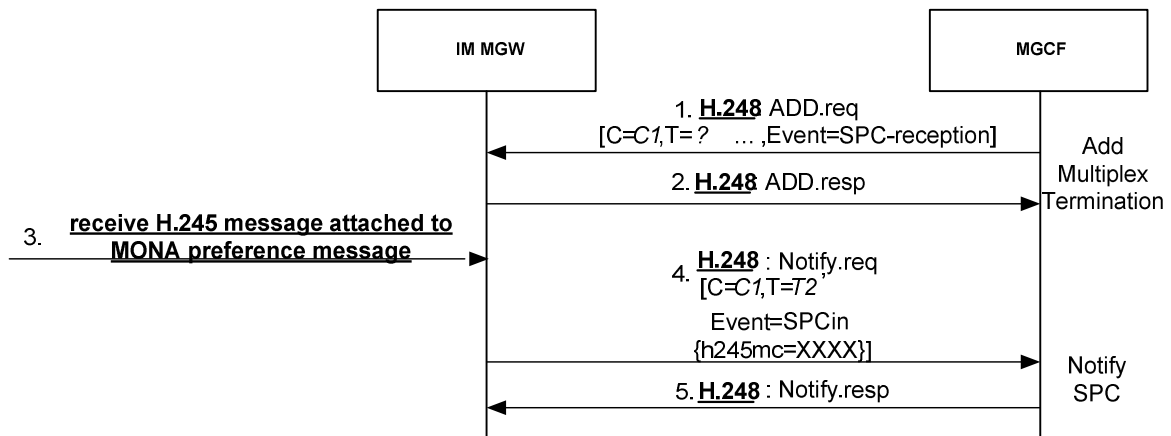 IM MGW
MGCF
1. H.248: ADD.req
[C=C1,T= ? ... ,Event=SPC-reception]
Add
Multiplex
Termination
2. H.248: ADD.resp
3. receive H.245 message attached to
MONA preference message
4. H.248 : Notify.req
[C=C1,T=T2,
Event=SPCin
{h245mc=XXXX}]
Notify
SPC
5. H.248 : Notify.resp